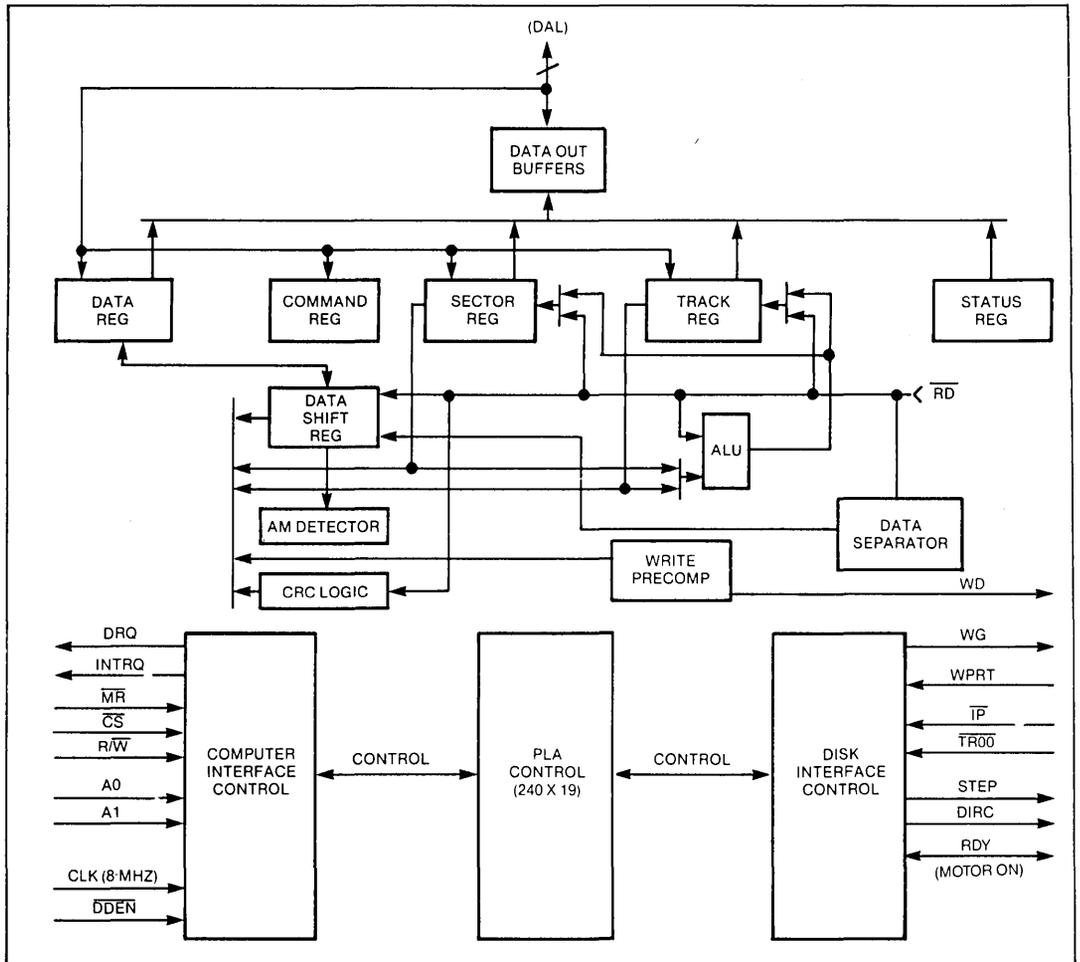 (DAL)
DATA OUT
BUFFERS
DATA
REG
COMMAND
REG
SECTOR
REG
TRACK
REG
STATUS
REG
DATA
SHIFT
REG
RD
ALU
AM DETECTOR
DATA
SEPARATOR
WRITE
PRECOMP
CRC LOGIC
WD
DRQ
INTRQ
MR
CS
R/W
A0
A1
CLK (8-MHZ)
DDEN
COMPUTER
INTERFACE
CONTROL
CONTROL
PLA
CONTROL
(240 X 19)
CONTROL
DISK
INTERFACE
CONTROL
WG
WPRT
IP
TR00
STEP
DIRC
RDY
(MOTOR ON)